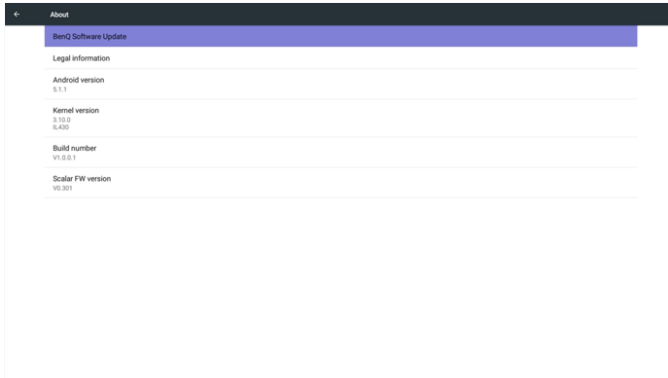 About
BenQ Software Update
Legal information
Android version
5.1.1
Kernel version
3.10.0
IL430
Build number
V1.0.0.1
Scalar FW version
V0.301